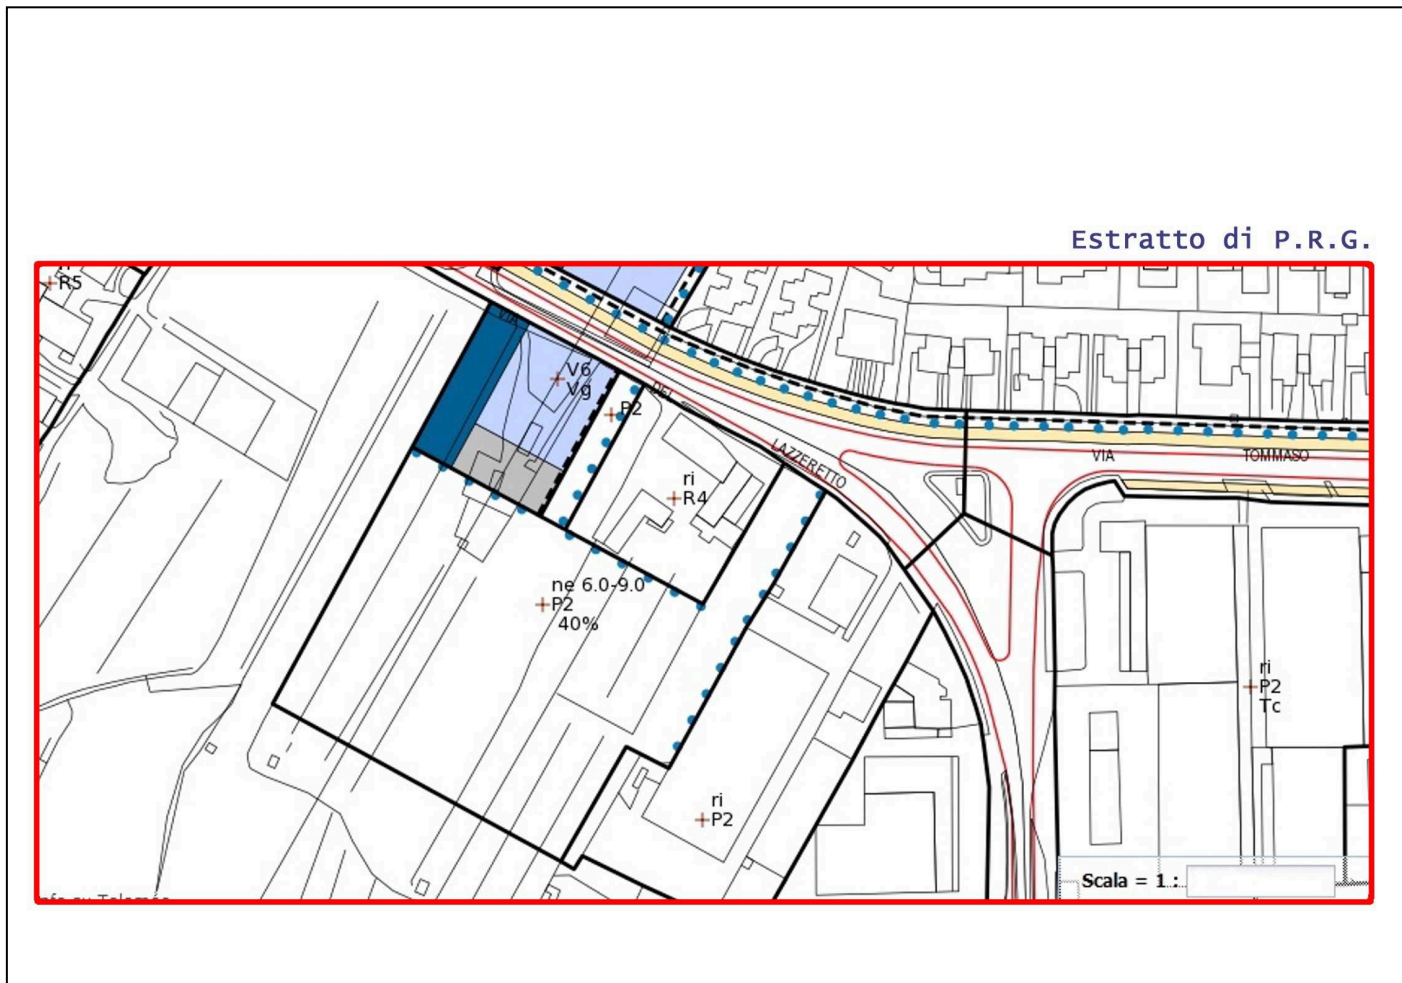 Estratto di P.R.G.
R5
VIA
V6
Vg
P2
DEL
LAZZERETTO
VIA
TOMMASO
ri
R4
ne 6.0-9.0
P2
40%
ri
P2
Tc
ri
P2
Scala = 1 :